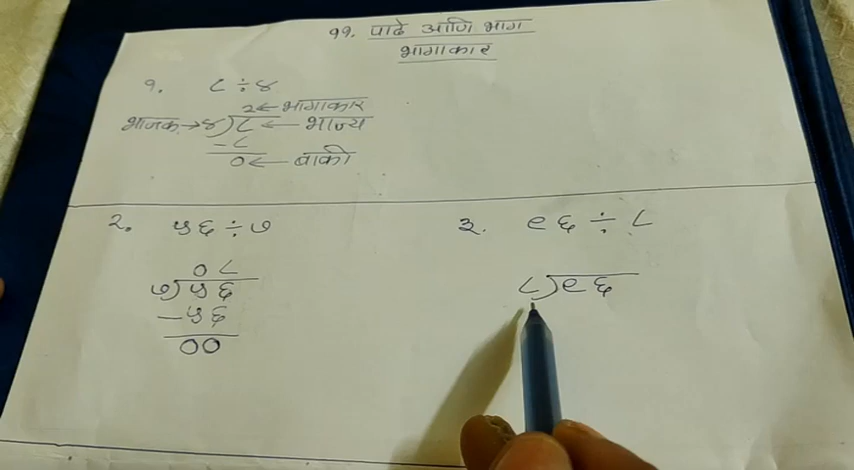 ११. पाढे आणि भाग
भागाकार
१. ८ ÷ ४
२ ← भागाकार
भाजक → ४) ८ ← भाज्य
- ८
० ← बाकी
२. ५६ ÷ ७
०८
७) ५६
- ५६
००
३. ९६ ÷ ८
८) ९६